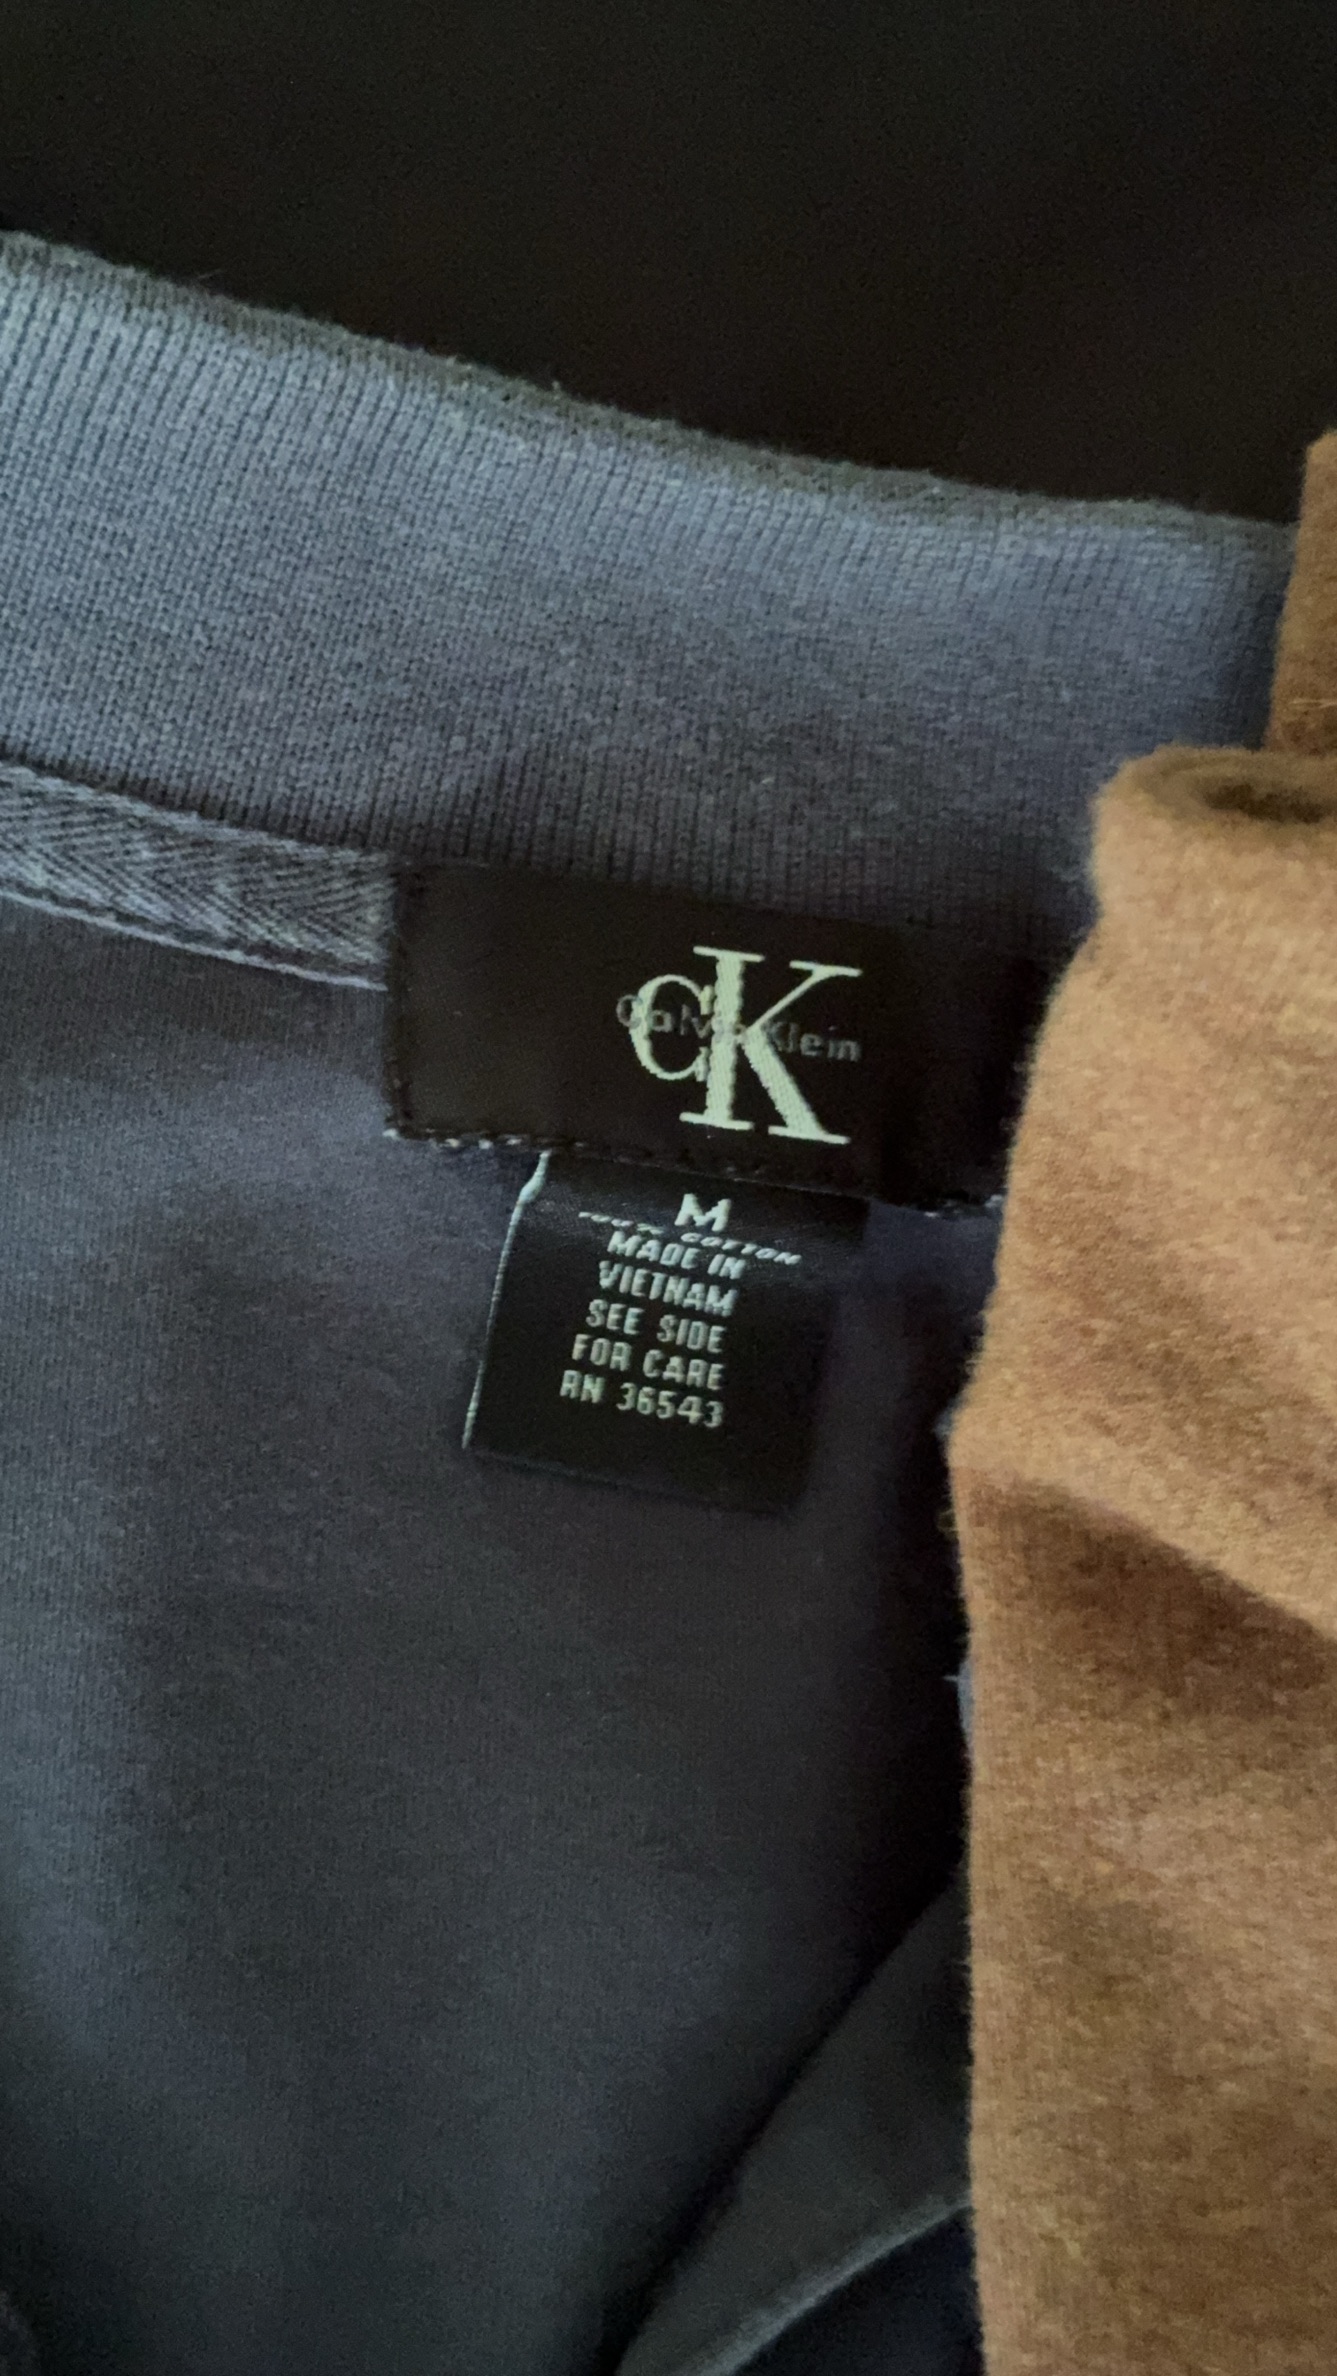 CK
Calvin Klein
M
100% COTTON
MADE IN
VIETNAM
SEE SIDE
FOR CARE
RN 36543